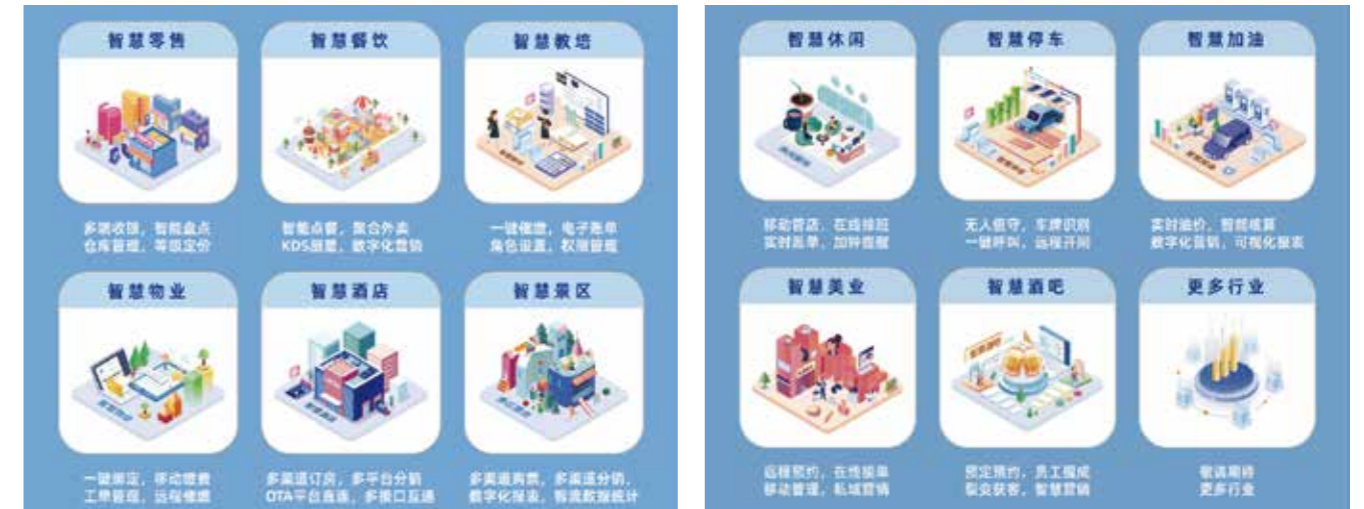 智慧零售
多端收银，智能盘点
仓库管理，等级定价
智慧餐饮
智能点餐，聚合外卖
KDS，数字化营销
智慧教培
一键催缴，电子账单
角色设置，权限管理
智慧物业
一键绑定，移动缴费
工单管理，远程催缴
智慧酒店
多渠道订房，多平台分销
OTA平台直连，多接口互通
智慧景区
多渠道购票，多渠道分销，
数字化报表，客流数据统计
智慧休闲
移动管店，在线排班
实时派单，加钟提醒
智慧停车
无人值守，车牌识别
一键呼叫，远程开闸
智慧加油
实时油价，智能核算
数字化营销，可视化报表
智慧美业
远程预约，在线接单
移动管理，私域营销
智慧酒吧
预定预约，员工提成
裂变获客，智慧营销
更多行业
敬请期待
更多行业